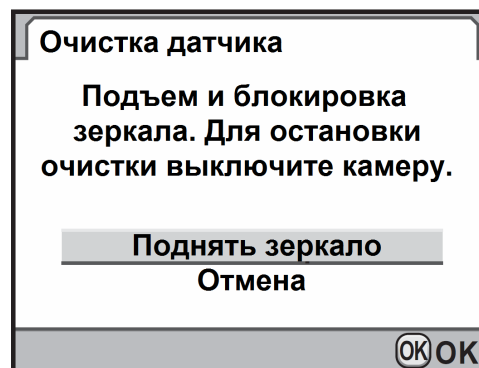 Очистка датчика
Подъем и блокировка
зеркала. Для остановки
очистки выключите камеру.
Поднять зеркало
Отмена
OK OK